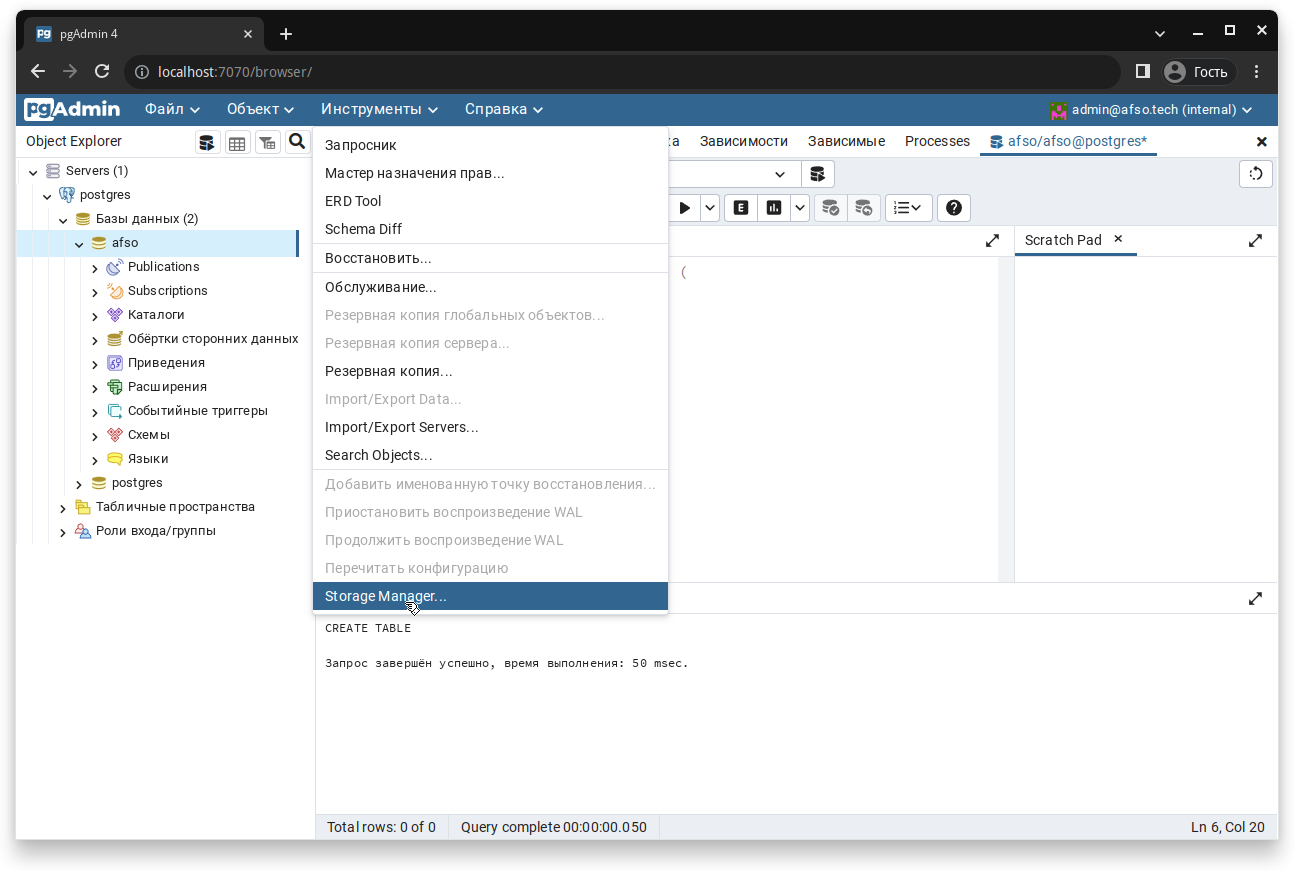 pgAdmin 4
localhost:7070/browser/
Гость
pgAdmin
Файл
Объект
Инструменты
Справка
admin@afso.tech (internal)
Object Explorer
Зависимости
Зависимые
Processes
afso/afso@postgres*
Servers (1)
postgres
Базы данных (2)
afso
Publications
Subscriptions
Каталоги
Обёртки сторонних данных
Приведения
Расширения
Событийные триггеры
Схемы
Языки
postgres
Табличные пространства
Роли входа/группы
Запросник
Мастер назначения прав...
ERD Tool
Schema Diff
Восстановить...
Обслуживание...
Резервная копия глобальных объектов...
Резервная копия сервера...
Резервная копия...
Import/Export Data...
Import/Export Servers...
Search Objects...
Добавить именованную точку восстановления...
Приостановить воспроизведение WAL
Продолжить воспроизведение WAL
Перечитать конфигурацию
Storage Manager...
E
Scratch Pad
(
CREATE TABLE
Запрос завершён успешно, время выполнения: 50 msec.
Total rows: 0 of 0
Query complete 00:00:00.050
Ln 6, Col 20